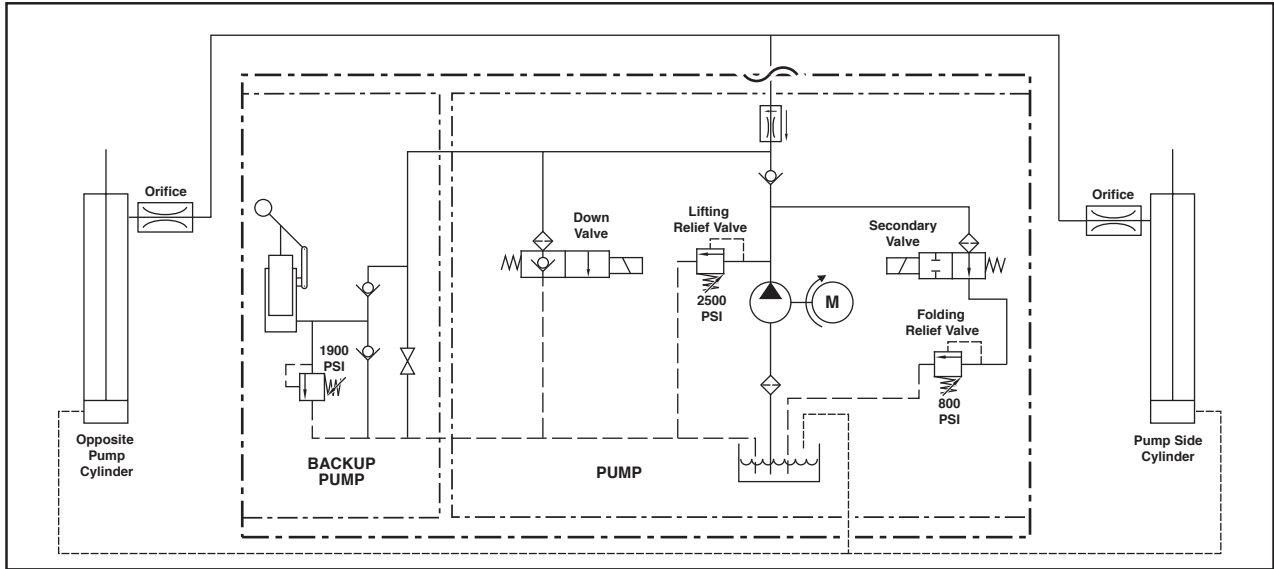 Orifice
Down
Valve
Lifting
Relief Valve
Secondary
Valve
Orifice
M
2500
PSI
Folding
Relief Valve
1900
PSI
800
PSI
Opposite
Pump
Cylinder
BACKUP
PUMP
PUMP
Pump Side
Cylinder